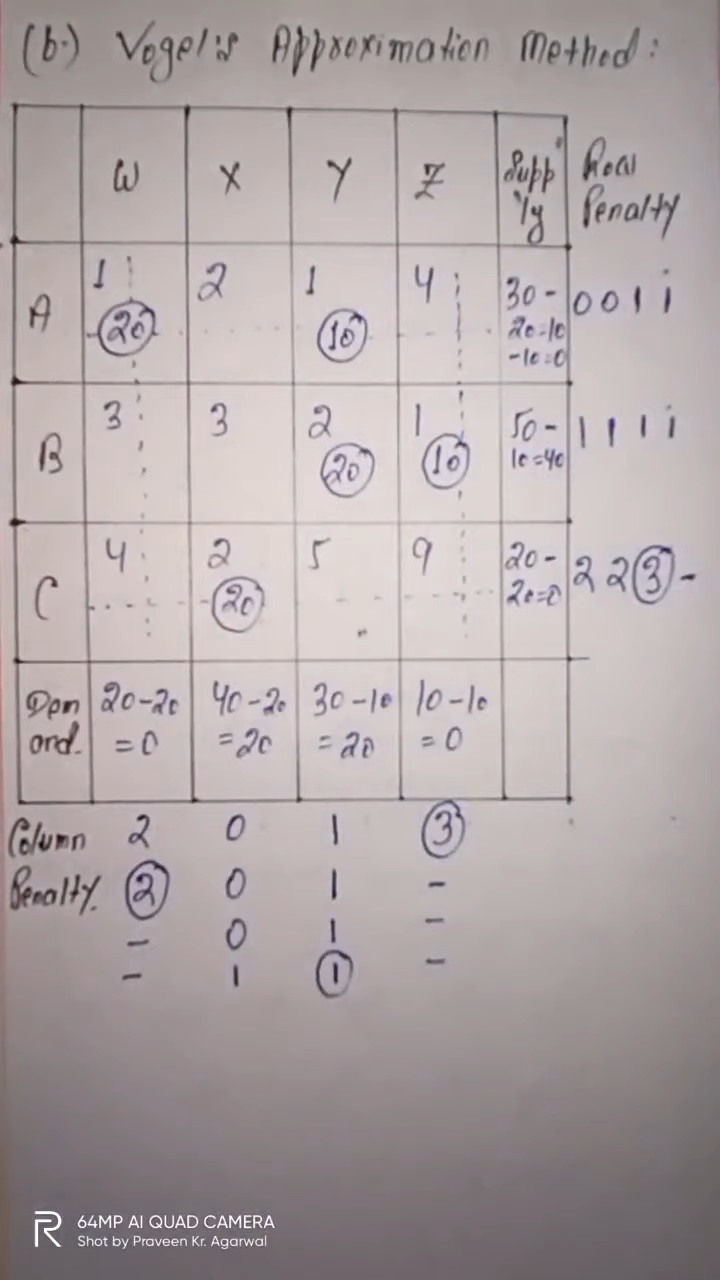 (b.) Vogel's Approximation Method:
W X Y Z Supp
ly Row
Penalty
A 1 2 1 4 30-
20=10
-10=0 0 0 1 1
20 10
B 3 3 2 1 50-
10=40 1 1 1 1
20 10
C 4 2 5 9 20-
20=0 2 2 3 -
20
Dem
and. 20-20
=0 40-20
=20 30-10
=20 10-10
=0
Column 2 0 1 3
Penalty. 2 0 1 -
- 0 1 -
- 1 1 -
64MP AI QUAD CAMERA
Shot by Praveen Kr. Agarwal